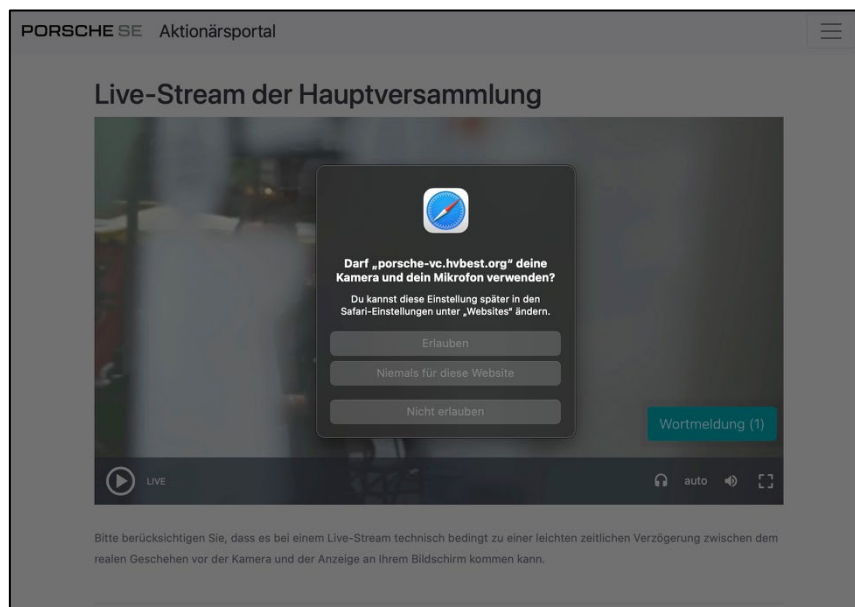 PORSCHE SE Aktionärsportal
Live-Stream der Hauptversammlung
Darf „porsche-vc.hvbest.org“ deine
Kamera und dein Mikrofon verwenden?
Du kannst diese Einstellung später in den
Safari-Einstellungen unter „Websites“ ändern.
Erlauben
Niemals für diese Website
Nicht erlauben
Wortmeldung (1)
LIVE
auto
Bitte berücksichtigen Sie, dass es bei einem Live-Stream technisch bedingt zu einer leichten zeitlichen Verzögerung zwischen dem
realen Geschehen vor der Kamera und der Anzeige an Ihrem Bildschirm kommen kann.